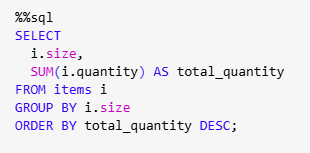 %%sql
SELECT
  i.size,
  SUM(i.quantity) AS total_quantity
FROM items i
GROUP BY i.size
ORDER BY total_quantity DESC;